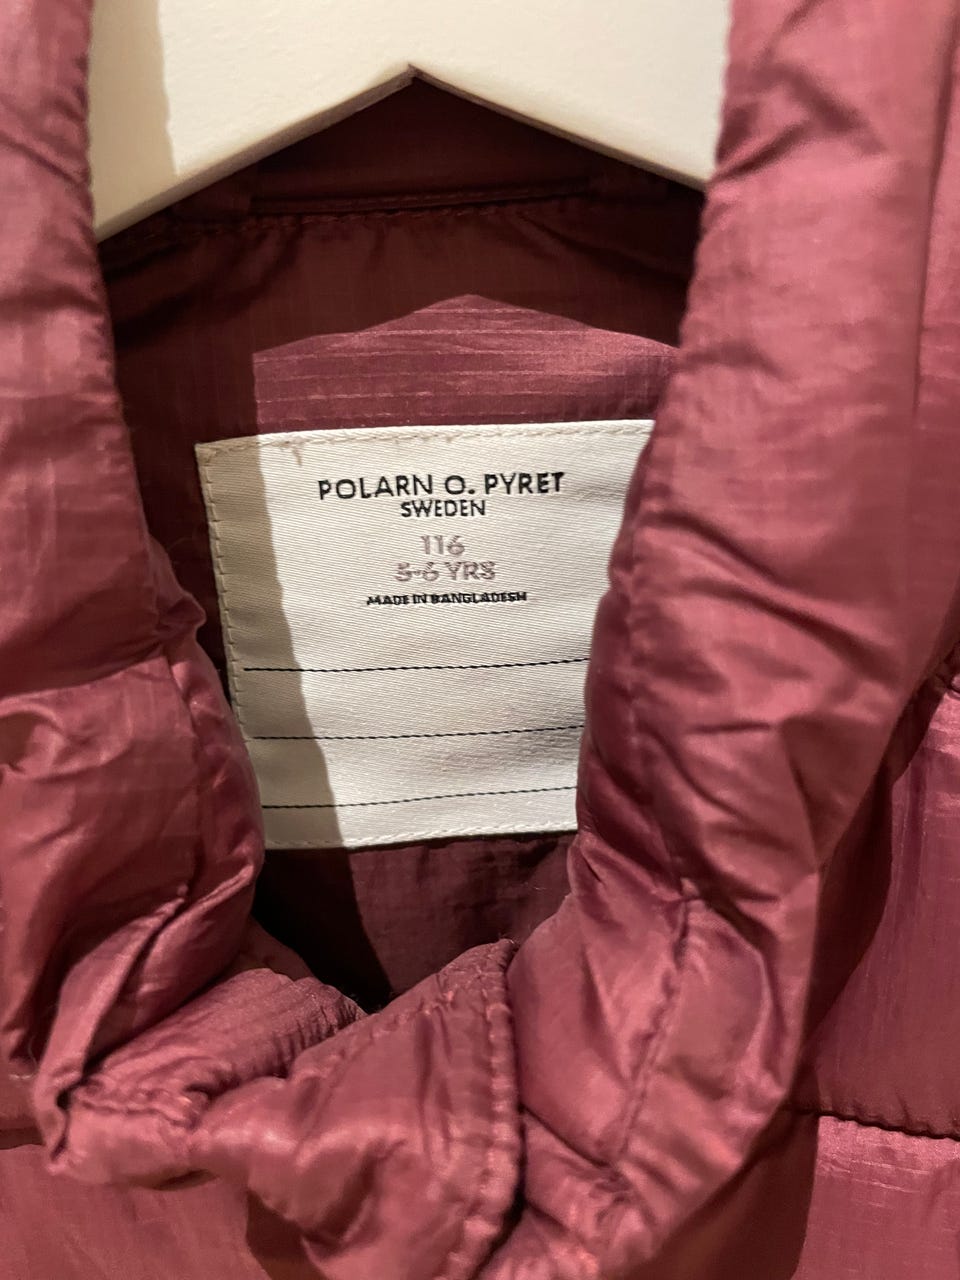 POLARN O. PYRET
SWEDEN
116
5-6 YRS
MADE IN BANGLADESH